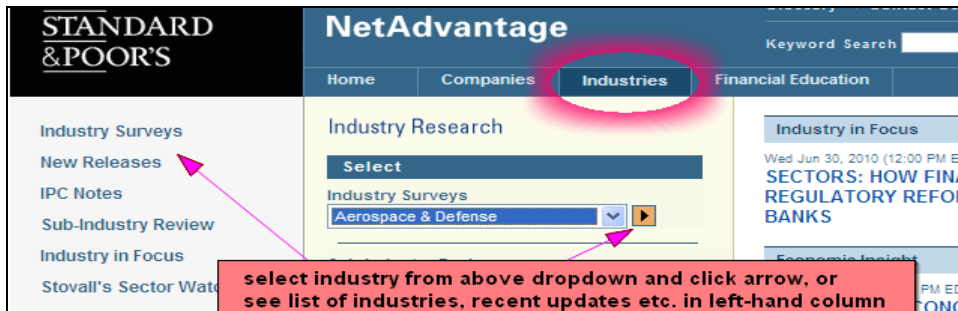 STANDARD
&POOR'S
NetAdvantage
Keyword Search
Home Companies Industries Financial Education
Industry Surveys
New Releases
IPC Notes
Sub-Industry Review
Industry in Focus
Stovall's Sector
Industry Research
Select
Industry Surveys
Aerospace & Defense
select industry from above dropdown and click arrow, or
see list of industries, recent updates etc. in left-hand column
Industry in Focus
Wed Jun 30, 2010 (12:00 PM
SECTORS: HOW
REGULATORY
BANKS